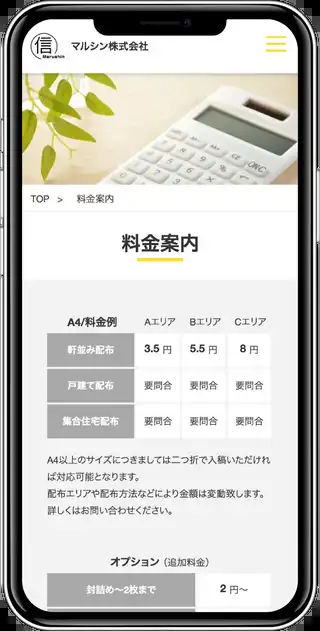 信
Marushin
マルシン株式会社
TOP > 料金案内
料金案内
A4/料金例 Aエリア Bエリア Cエリア
軒並み配布 3.5 円 5.5 円 8 円
戸建て配布 要問合 要問合 要問合
集合住宅配布 要問合 要問合 要問合
A4以上のサイズにつきましては二つ折で入稿いただけれ
ば対応可能となります。
配布エリアや配布方法などにより金額は変動致します。
詳しくはお問い合わせください。
オプション（追加料金）
封詰め〜2枚まで 2 円〜